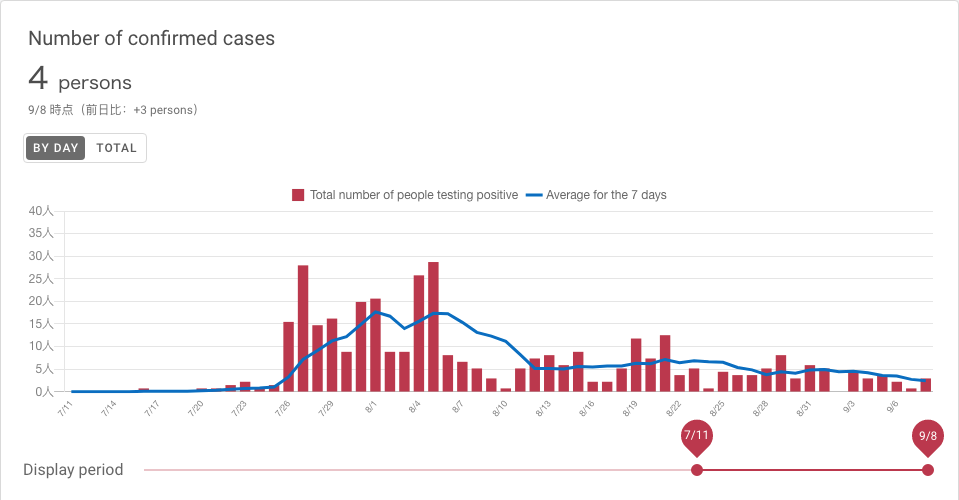 Number of confirmed cases
4 persons
9/8 時点（前日比：+3 persons）
BY DAY TOTAL
Total number of people testing positive Average for the 7 days
40人
35人
30人
25人
20人
15人
10人
5人
0人
7/11 7/14 7/17 7/20 7/23 7/26 7/29 8/1 8/4 8/7 8/10 8/13 8/16 8/19 8/22 8/25 8/28 8/31 9/3 9/6
7/11 9/8
Display period